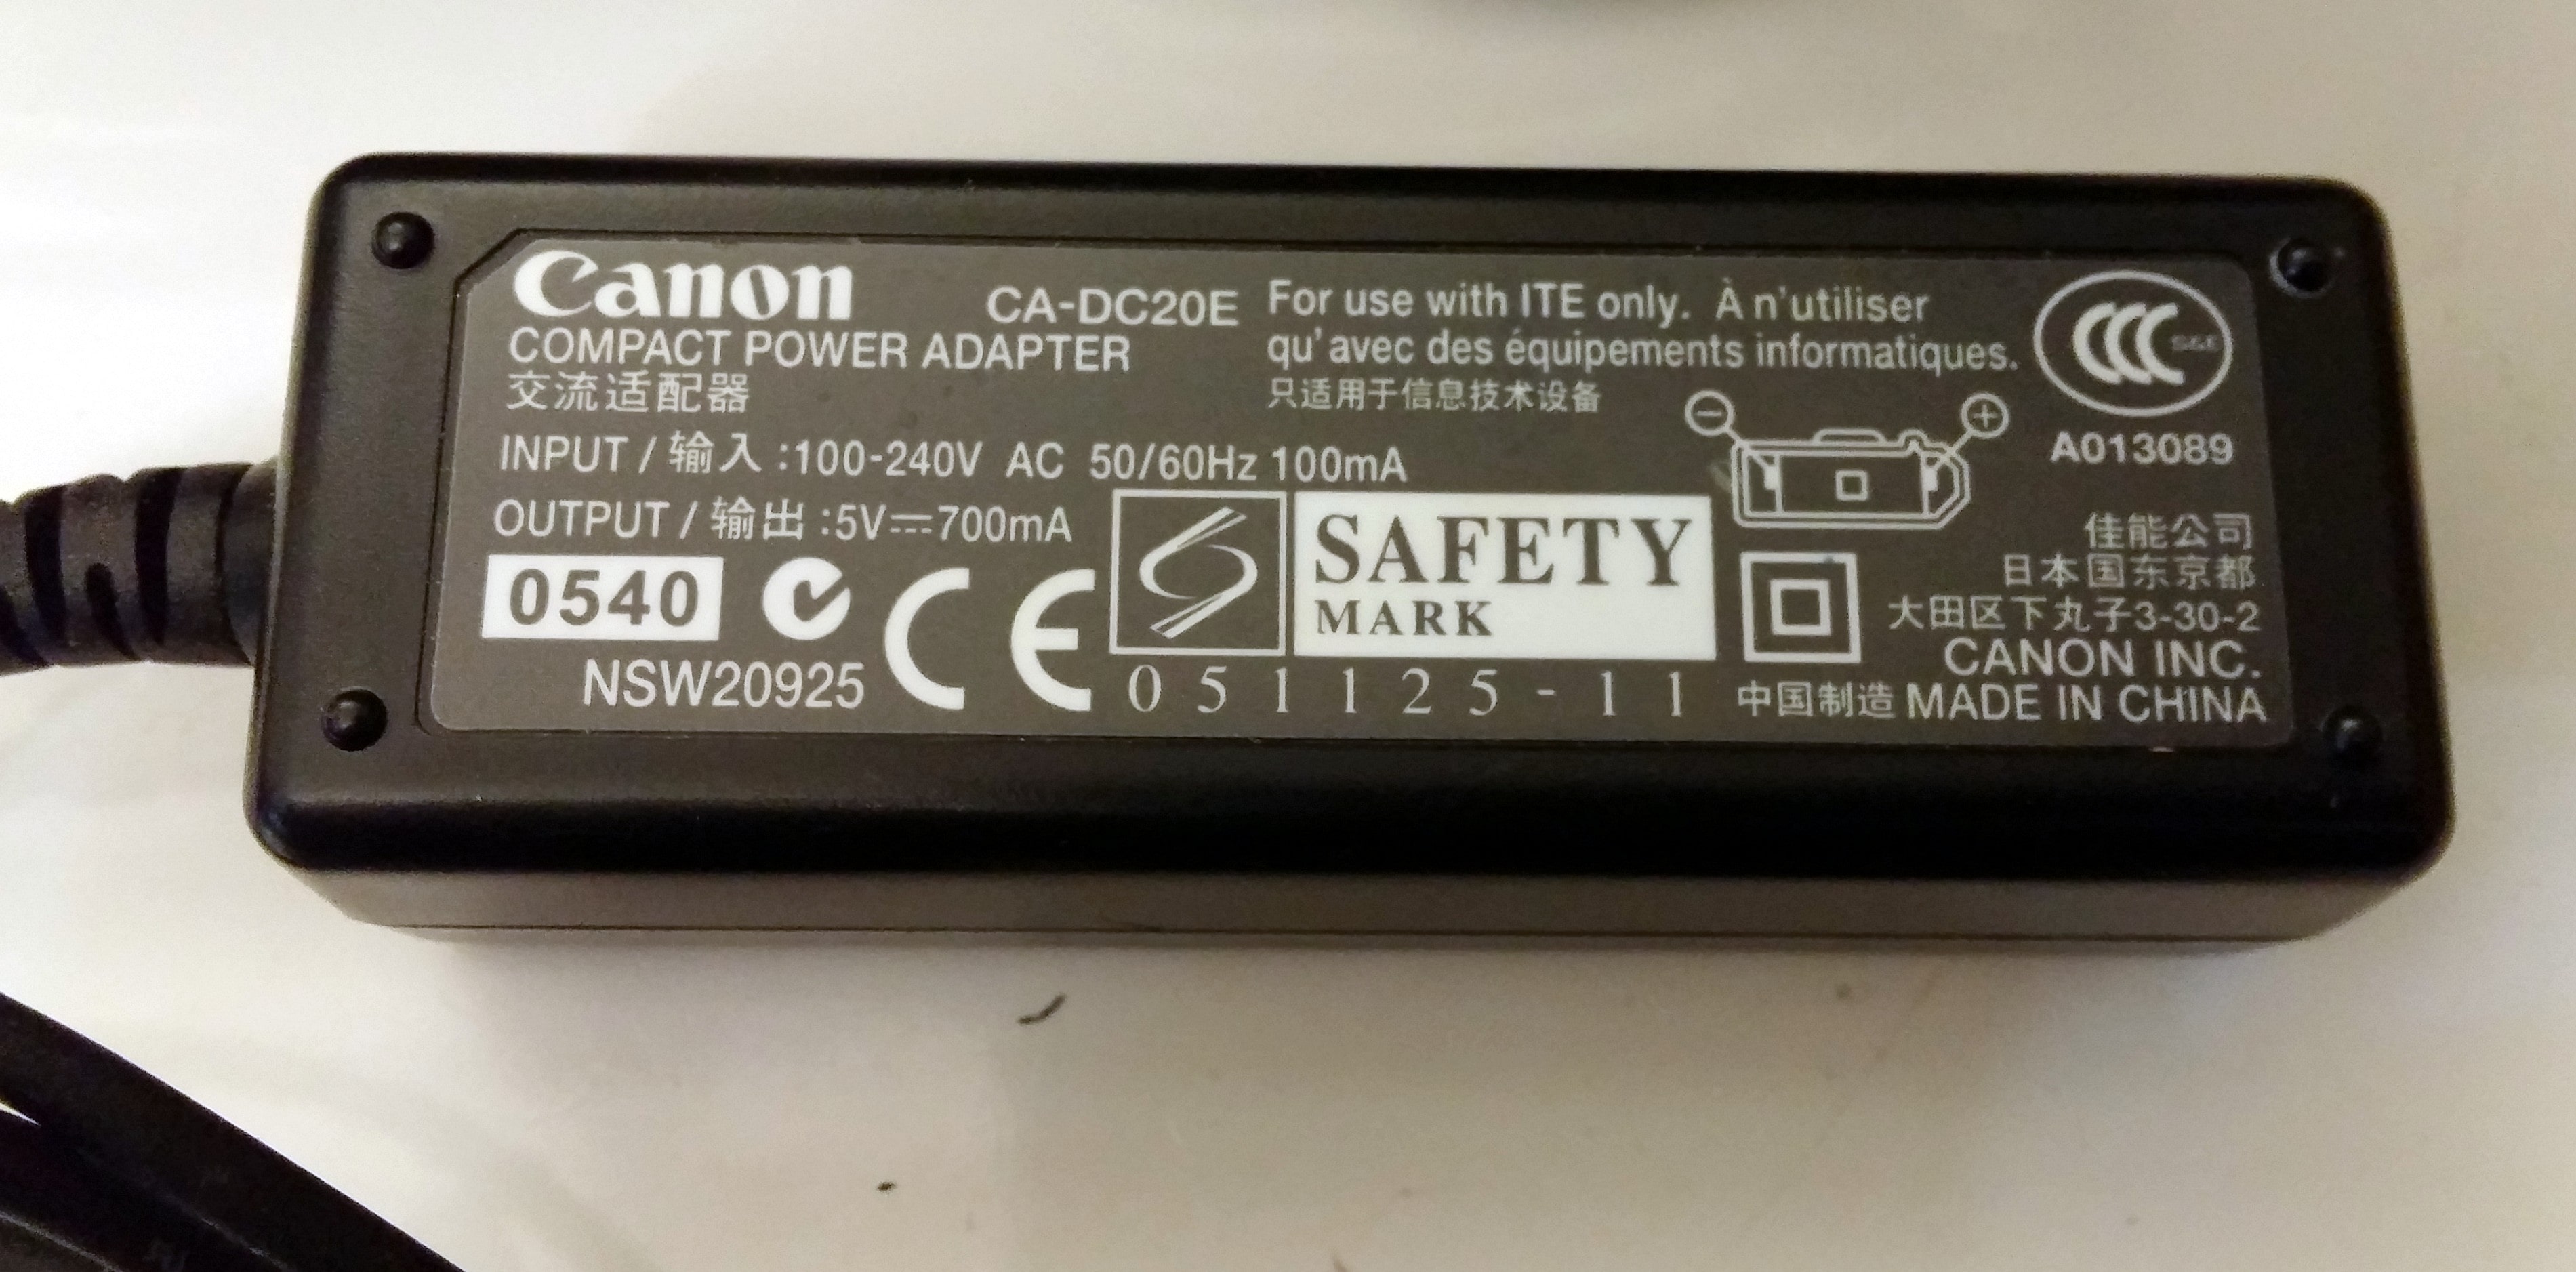 Canon CA-DC20E
COMPACT POWER ADAPTER
交流适配器
For use with ITE only. À n'utiliser
qu'avec des équipements informatiques.
只适用于信息技术设备
INPUT / 输入 :100-240V AC 50/60Hz 100mA
OUTPUT / 输出 :5V⎓700mA
0540
NSW20925
CE
SAFETY
MARK
051125-11
− +
CCC S&E
A013089
佳能公司
日本国东京都
大田区下丸子3-30-2
CANON INC.
中国制造 MADE IN CHINA